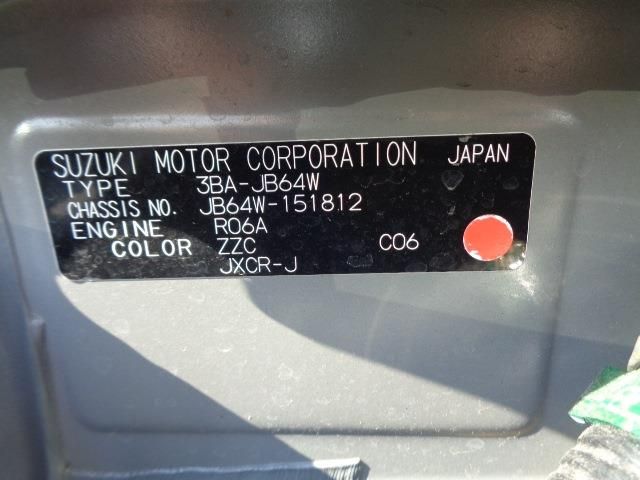 SUZUKI MOTOR CORPORATION JAPAN
TYPE 3BA-JB64W
CHASSIS NO. JB64W-151812
ENGINE R06A
COLOR ZZC C06
JXCR-J